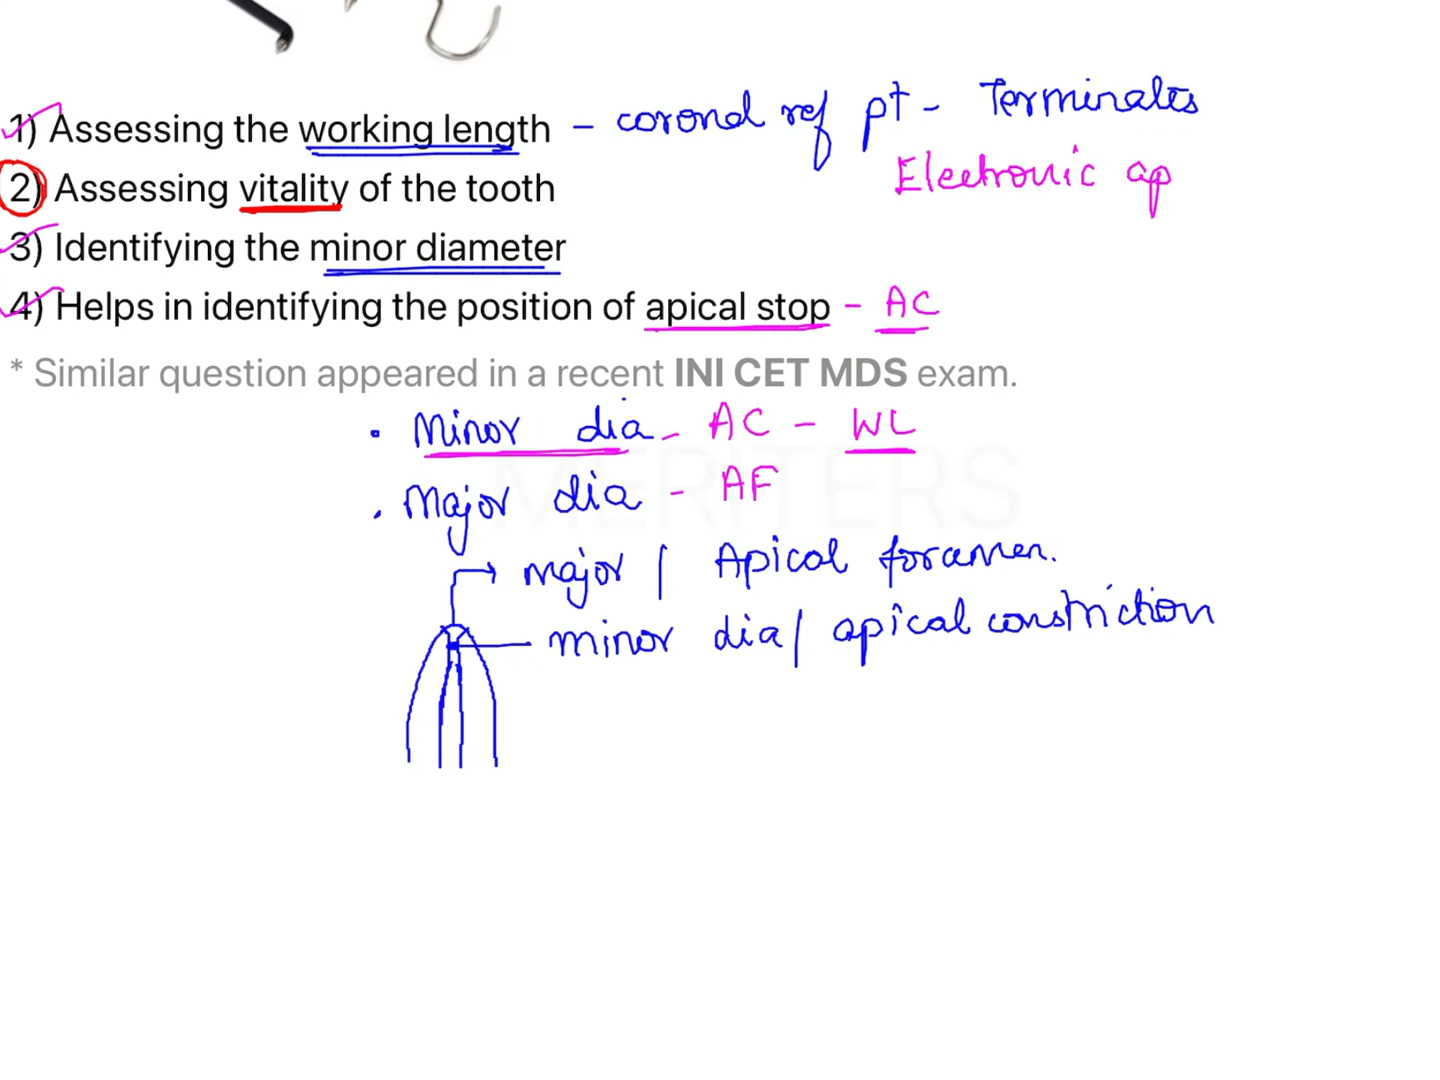 1) Assessing the working length - coronal ref pt - Terminates
Electronic ap
2) Assessing vitality of the tooth
3) Identifying the minor diameter
4) Helps in identifying the position of apical stop - AC
* Similar question appeared in a recent INI CET MDS exam.
• Minor dia - AC - WL
• Major dia - AF
MERITERS
→ major / Apical foramen.
minor dia / apical constriction